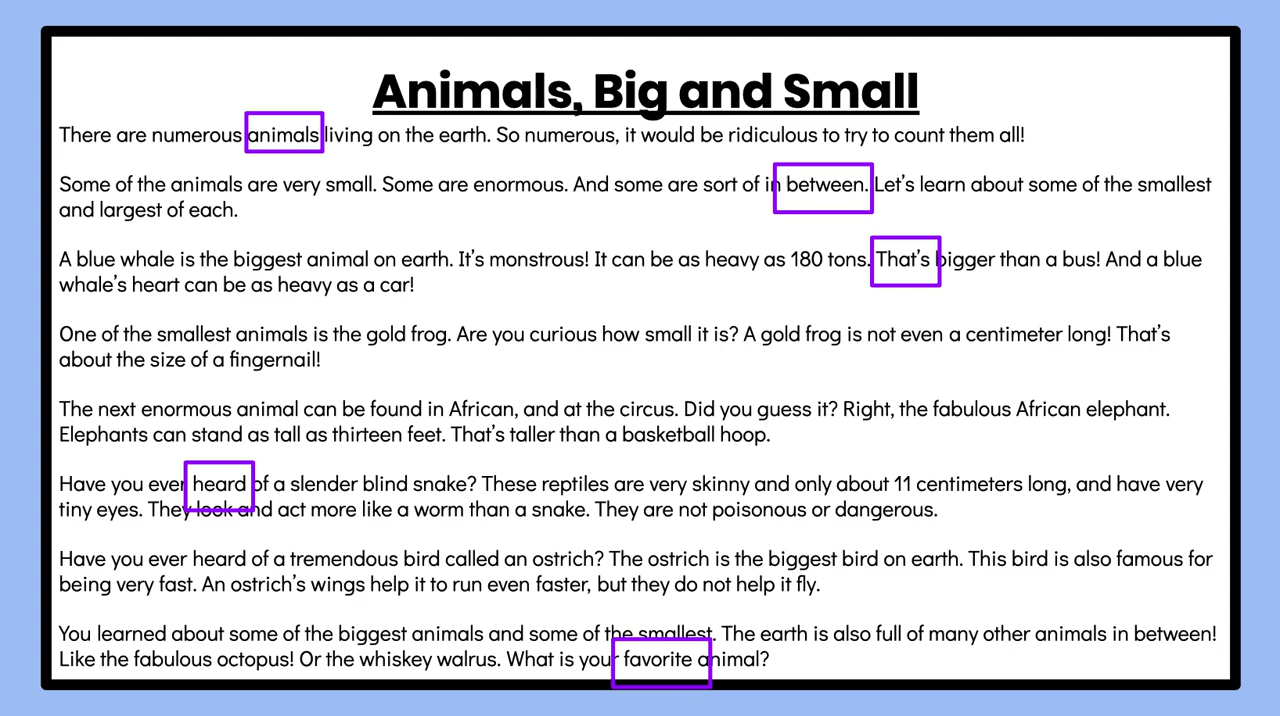 Animals, Big and Small
There are numerous animals living on the earth. So numerous, it would be ridiculous to try to count them all!
Some of the animals are very small. Some are enormous. And some are sort of in between. Let's learn about some of the smallest
and largest of each.
A blue whale is the biggest animal on earth. It's monstrous! It can be as heavy as 180 tons. That's bigger than a bus! And a blue
whale's heart can be as heavy as a car!
One of the smallest animals is the gold frog. Are you curious how small it is? A gold frog is not even a centimeter long! That's
about the size of a fingernail!
The next enormous animal can be found in African, and at the circus. Did you guess it? Right, the fabulous African elephant.
Elephants can stand as tall as thirteen feet. That's taller than a basketball hoop.
Have you ever heard of a slender blind snake? These reptiles are very skinny and only about 11 centimeters long, and have very
tiny eyes. They look and act more like a worm than a snake. They are not poisonous or dangerous.
Have you ever heard of a tremendous bird called an ostrich? The ostrich is the biggest bird on earth. This bird is also famous for
being very fast. An ostrich's wings help it to run even faster, but they do not help it fly.
You learned about some of the biggest animals and some of the smallest. The earth is also full of many other animals in between!
Like the fabulous octopus! Or the whiskey walrus. What is your favorite animal?